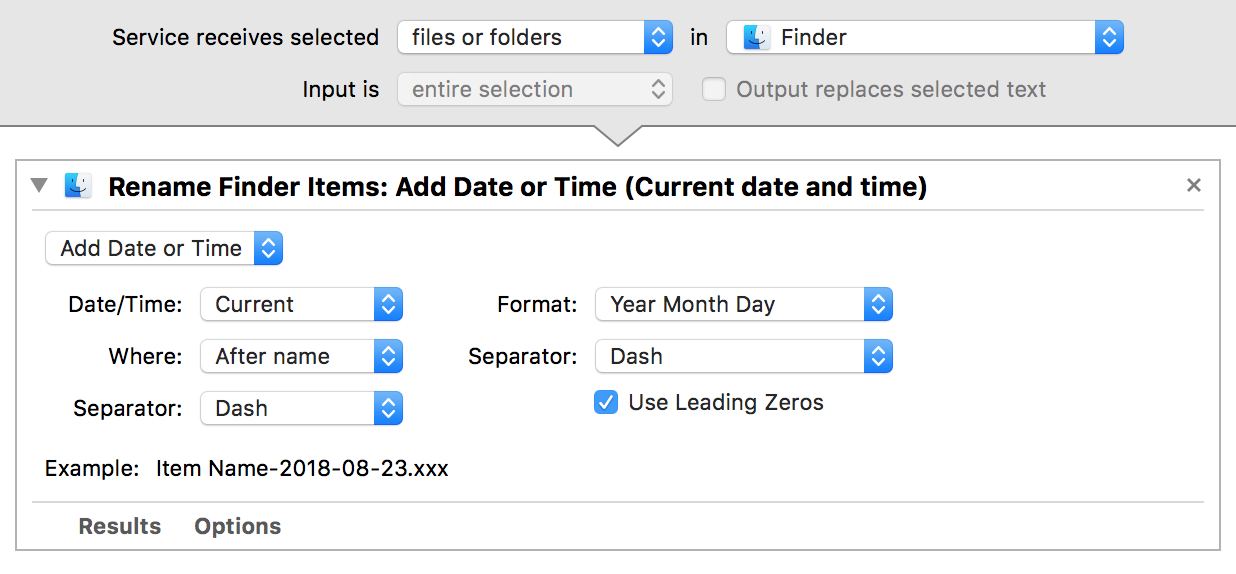 Service receives selected files or folders in Finder
Input is entire selection Output replaces selected text
Rename Finder Items: Add Date or Time (Current date and time)
Add Date or Time
Date/Time: Current Format: Year Month Day
Where: After name Separator: Dash
Separator: Dash Use Leading Zeros
Example: Item Name-2018-08-23.xxx
Results Options